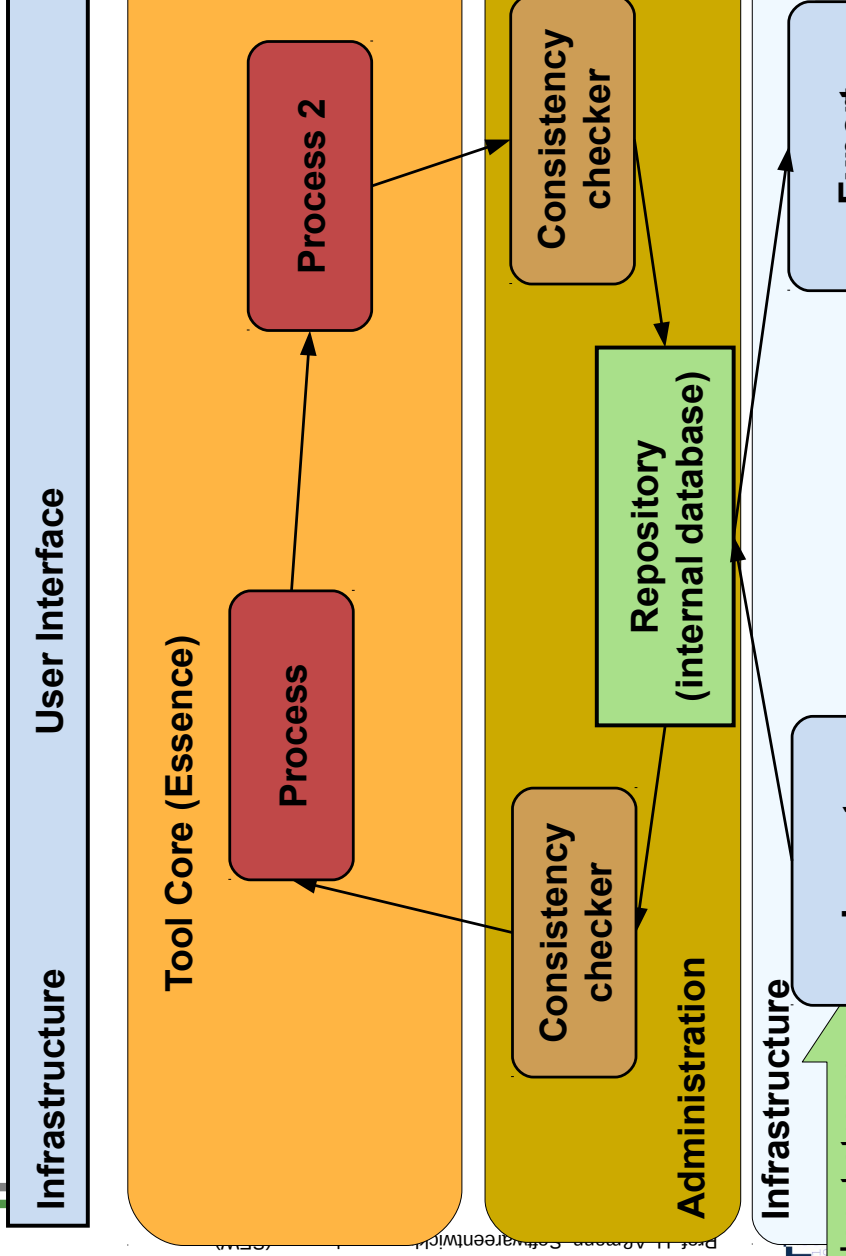 Infrastructure
User Interface
Tool Core (Essence)
Process
Process 2
Consistency
checker
Consistency
checker
Repository
(internal database)
Administration
Infrastructure